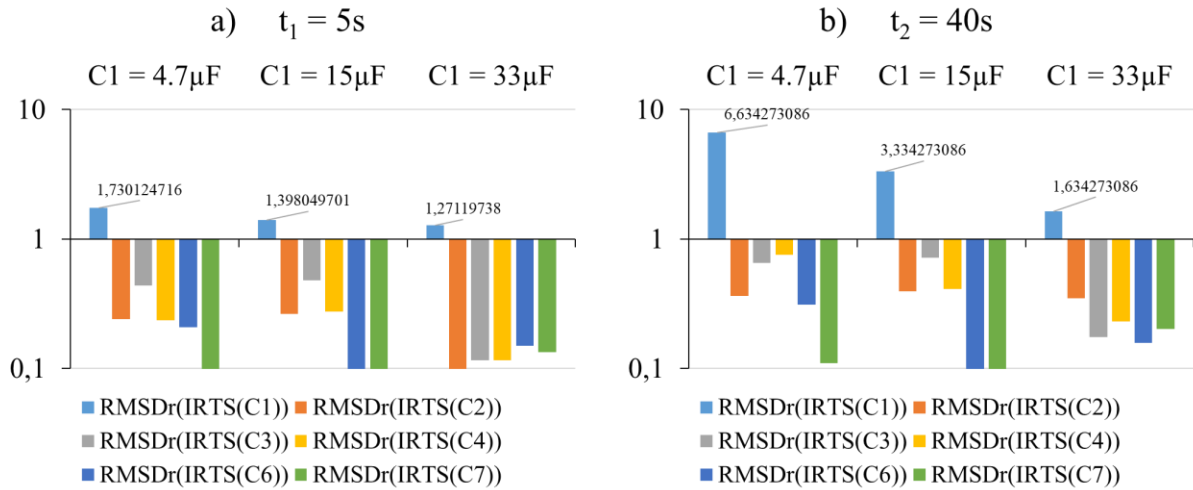 a) t₁ = 5s
C1 = 4.7µF C1 = 15µF C1 = 33µF
10
1,730124716
1,398049701
1,27119738
1
0,1
RMSDr(IRTS(C1)) RMSDr(IRTS(C2))
RMSDr(IRTS(C3)) RMSDr(IRTS(C4))
RMSDr(IRTS(C6)) RMSDr(IRTS(C7))
b) t₂ = 40s
C1 = 4.7µF C1 = 15µF C1 = 33µF
10
6,634273086
3,334273086
1,634273086
1
0,1
RMSDr(IRTS(C1)) RMSDr(IRTS(C2))
RMSDr(IRTS(C3)) RMSDr(IRTS(C4))
RMSDr(IRTS(C6)) RMSDr(IRTS(C7))